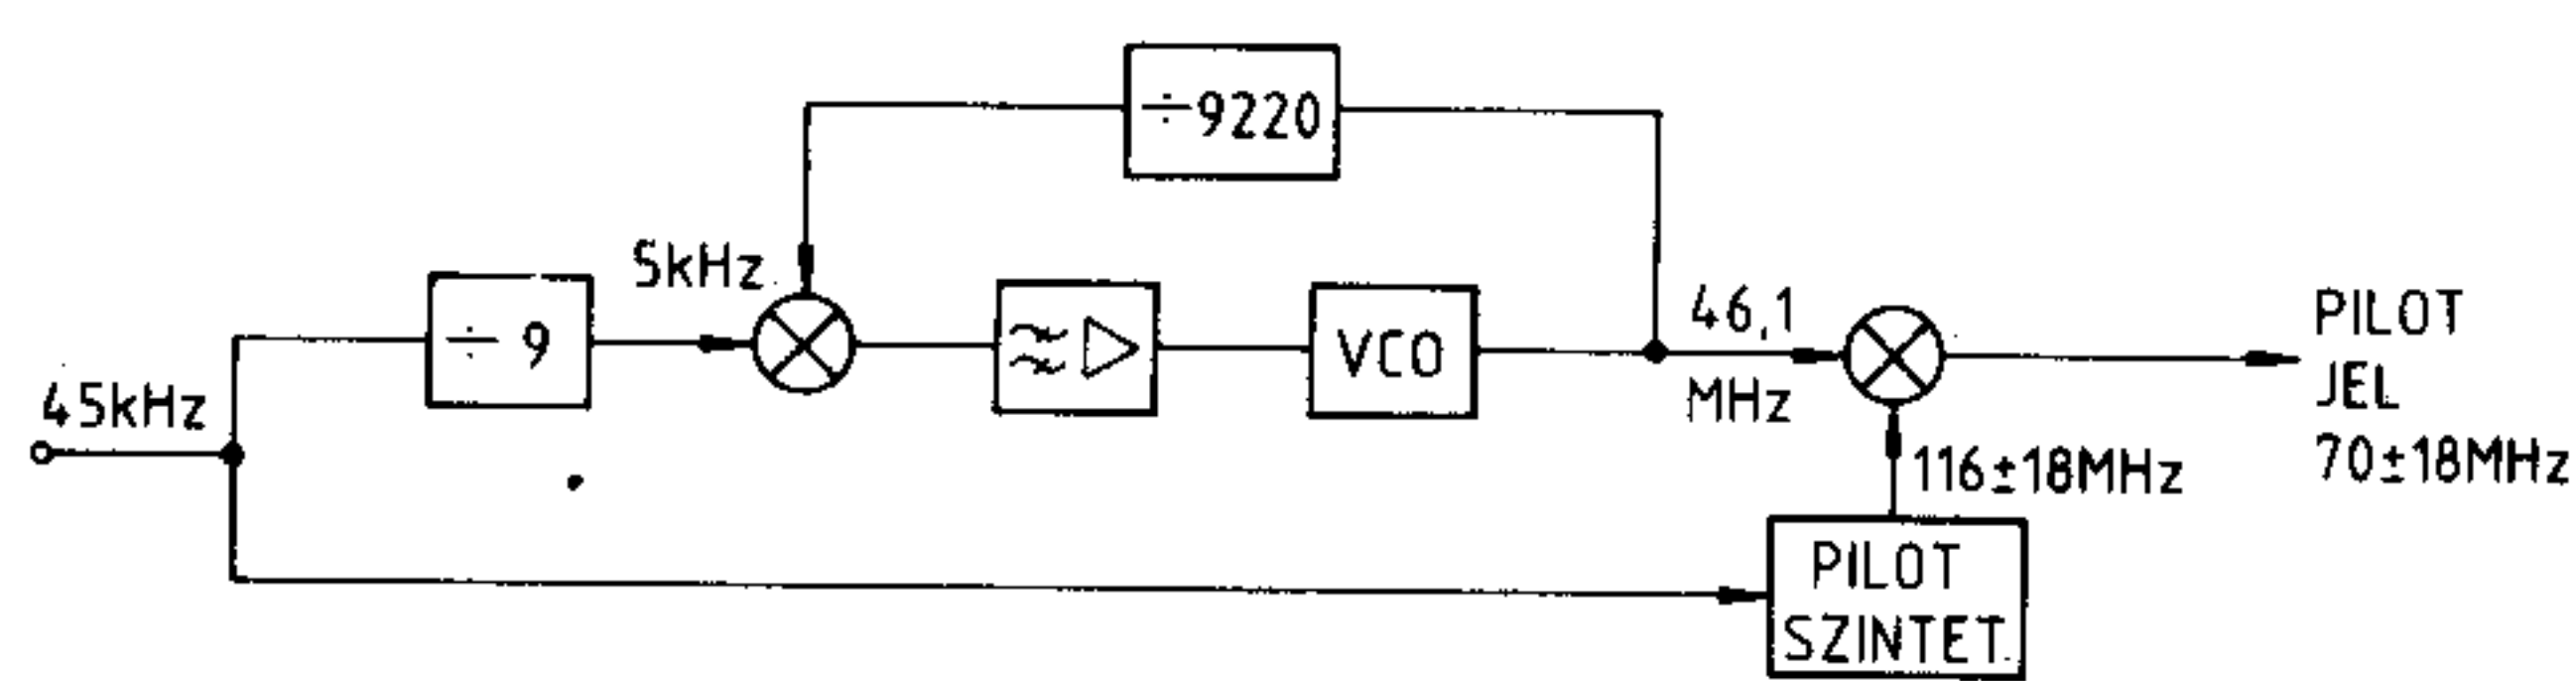 ÷9220
5kHz
÷ 9
VCO
46,1
MHz
45kHz
PILOT
JEL
70±18MHz
116±18MHz
PILOT
SZINTET.